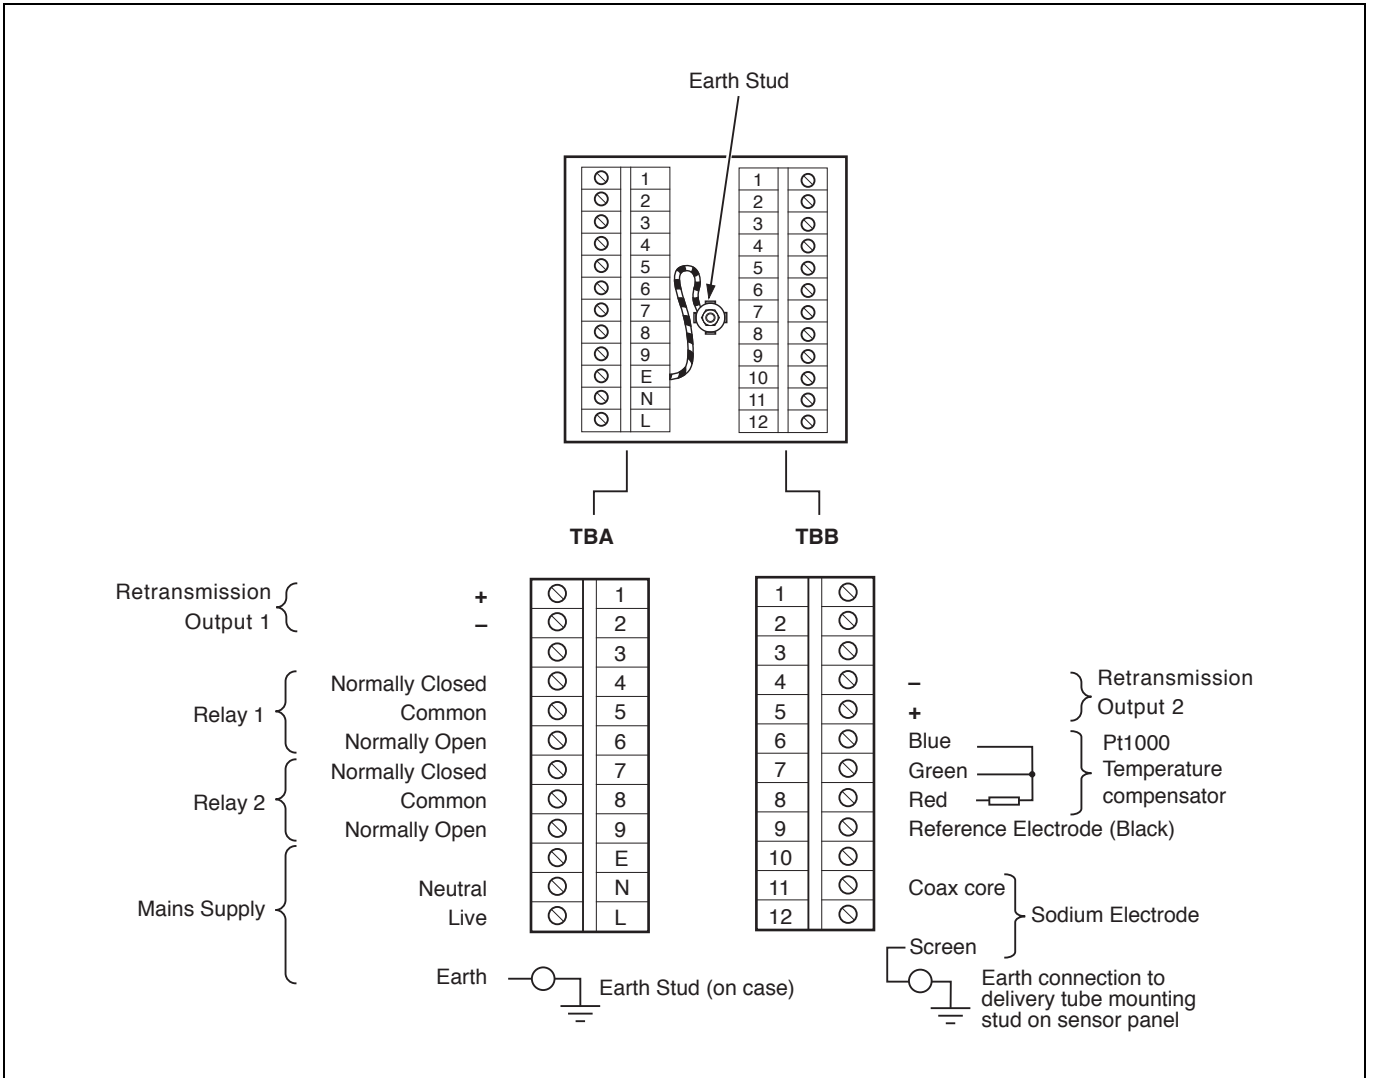 Earth Stud
1 1
2 2
3 3
4 4
5 5
6 6
7 7
8 8
9 9
E 10
N 11
L 12
TBA TBB
Retransmission
Output 1
+ 1
– 2
3
Relay 1
Normally Closed 4
Common 5
Normally Open 6
Relay 2
Normally Closed 7
Common 8
Normally Open 9
Mains Supply
E
Neutral N
Live L
Earth
Earth Stud (on case)
1
2
3
4 –
5 +
Retransmission
Output 2
6 Blue
7 Green
8 Red
Pt1000
Temperature
compensator
9 Reference Electrode (Black)
10
11 Coax core
12
Sodium Electrode
Screen
Earth connection to
delivery tube mounting
stud on sensor panel